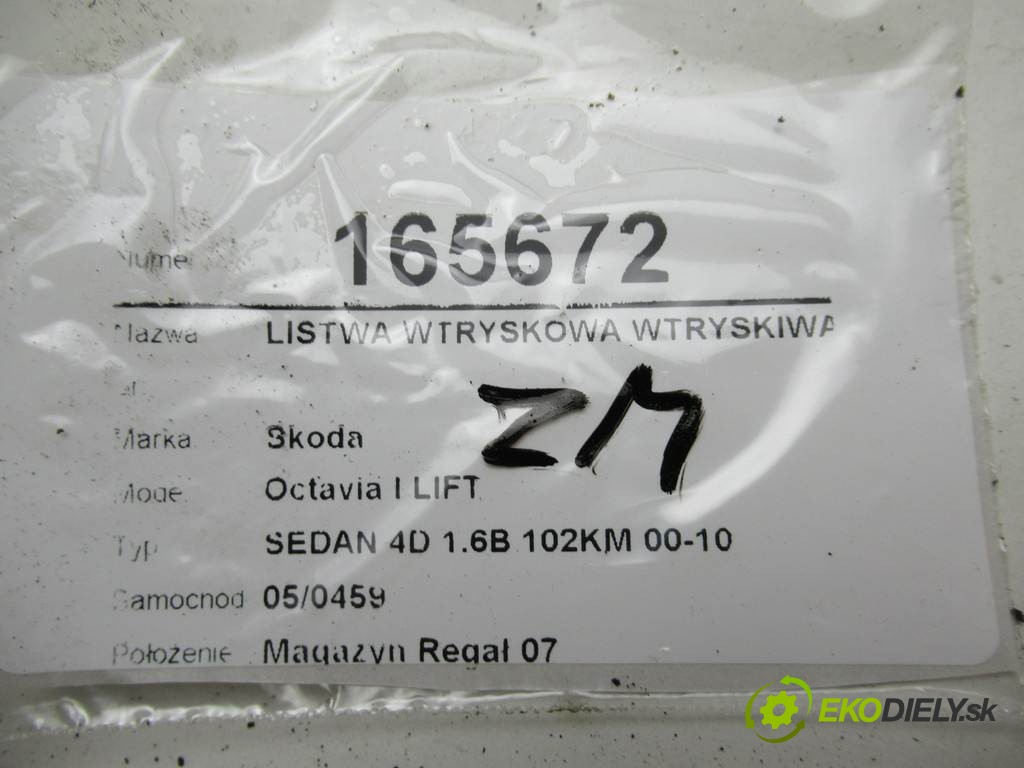 165672
Nazwa LISTWA WTRYSKOWA WTRYSKIWA
ZM
Marka Skoda
Octavia I LIFT
Typ SEDAN 4D 1.6B 102KM 00-10
Samochód 05/0459
Położenie Magazyn Regał 07
EKODIELY.sk